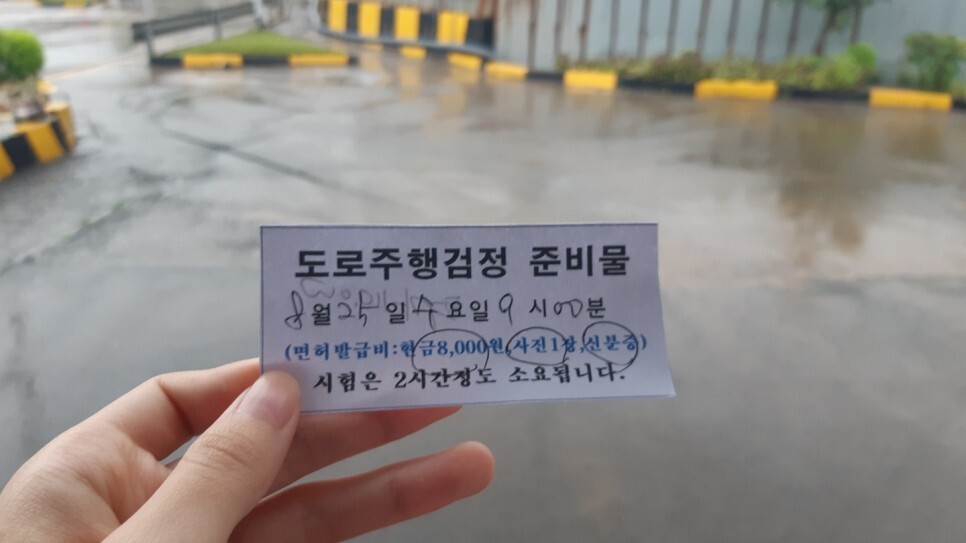 도로주행검정 준비물
8월 25일 수요일 9시 00분
(면허발급비:현금8,000원,사진1장,신분증)
시험은 2시간정도 소요됩니다.